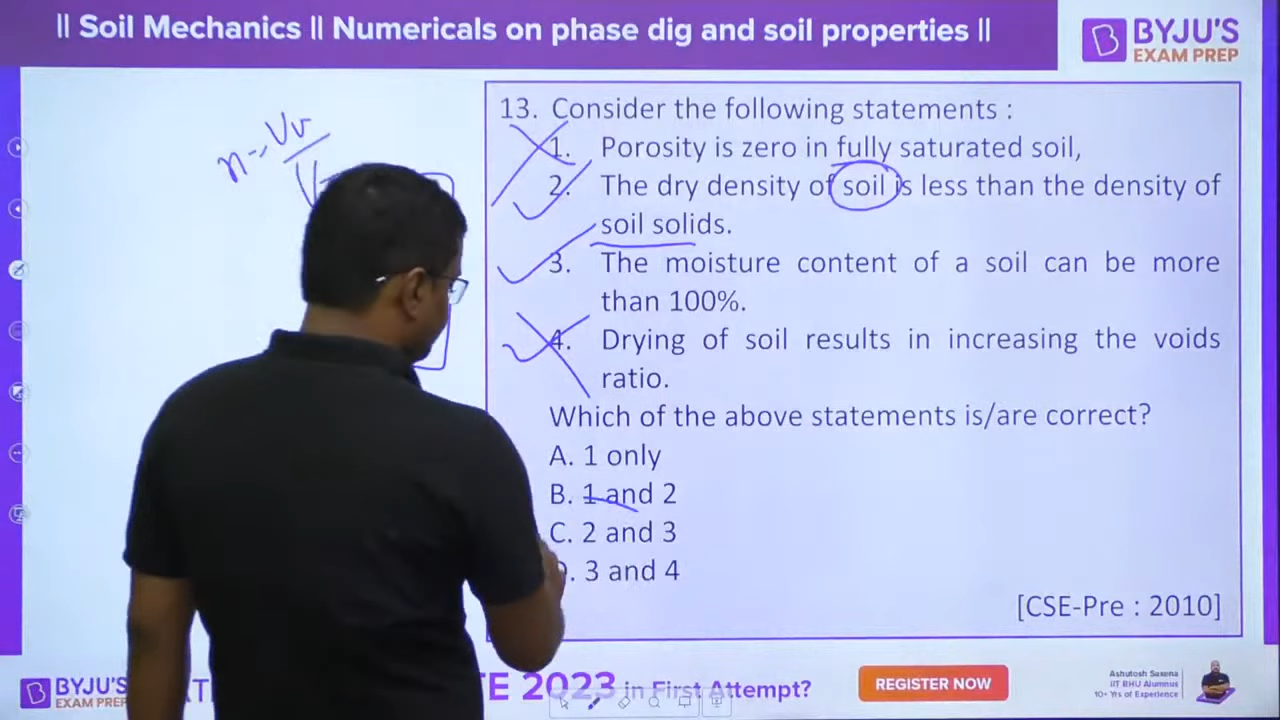 || Soil Mechanics || Numericals on phase dig and soil properties ||
BYJU'S
EXAM PREP
n = Vv
V
13. Consider the following statements :
1. Porosity is zero in fully saturated soil,
2. The dry density of soil is less than the density of
soil solids.
3. The moisture content of a soil can be more
than 100%.
4. Drying of soil results in increasing the voids
ratio.
Which of the above statements is/are correct?
A. 1 only
B. 1 and 2
C. 2 and 3
D. 3 and 4
[CSE-Pre : 2010]
BYJU'S
EXAM PREP
E 2023 in First Attempt?
REGISTER NOW
Ashutosh Saxena
IIT BHU Alumnus
10+ Yrs of Experience